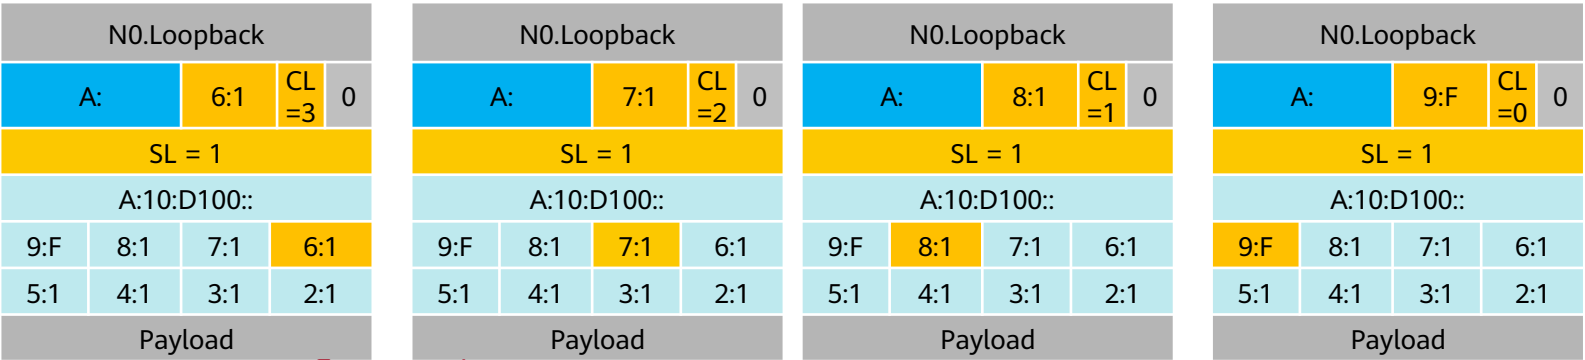 N0.Loopback
A: 6:1 CL =3 0
SL = 1
A:10:D100::
9:F 8:1 7:1 6:1
5:1 4:1 3:1 2:1
Payload
N0.Loopback
A: 7:1 CL =2 0
SL = 1
A:10:D100::
9:F 8:1 7:1 6:1
5:1 4:1 3:1 2:1
Payload
N0.Loopback
A: 8:1 CL =1 0
SL = 1
A:10:D100::
9:F 8:1 7:1 6:1
5:1 4:1 3:1 2:1
Payload
N0.Loopback
A: 9:F CL =0 0
SL = 1
A:10:D100::
9:F 8:1 7:1 6:1
5:1 4:1 3:1 2:1
Payload